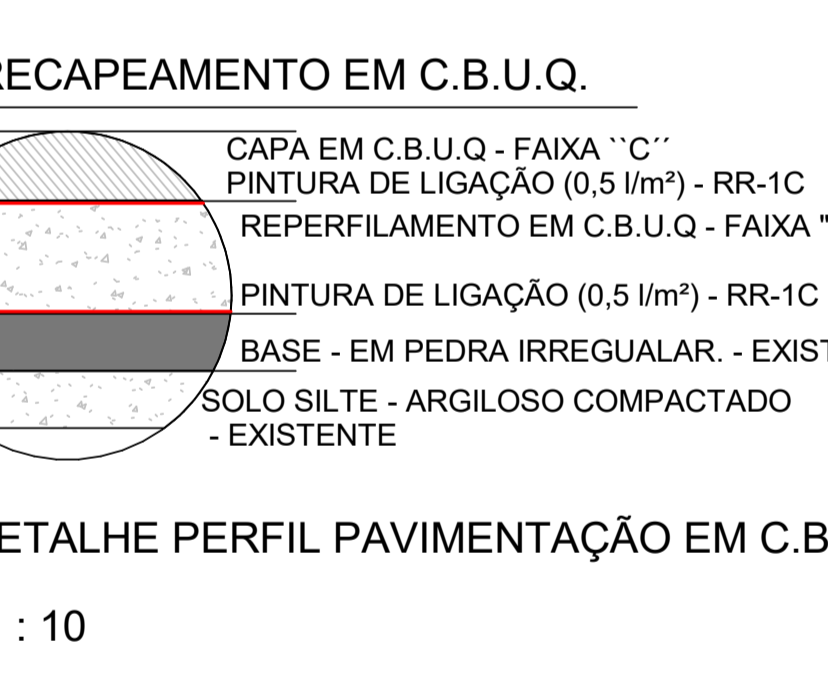 RECAPEAMENTO EM C.B.U.Q.
CAPA EM C.B.U.Q - FAIXA ``C´´
PINTURA DE LIGAÇÃO (0,5 l/m²) - RR-1C
REPERFILAMENTO EM C.B.U.Q - FAIXA "
PINTURA DE LIGAÇÃO (0,5 l/m²) - RR-1C
BASE - EM PEDRA IRREGUALAR. - EXIST
SOLO SILTE - ARGILOSO COMPACTADO
- EXISTENTE
ETALHE PERFIL PAVIMENTAÇÃO EM C.B
: 10